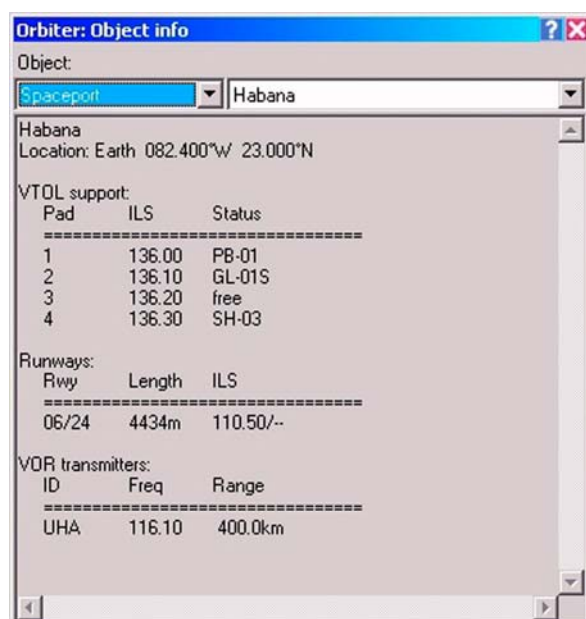 Orbiter: Object info
Object:
Spaceport Habana
Habana
Location: Earth 082.400°W 23.000°N
VTOL support:
Pad ILS Status
===================================
1 136.00 PB-01
2 136.10 GL-01S
3 136.20 free
4 136.30 SH-03
Runways:
Rwy Length ILS
===================================
06/24 4434m 110.50/--
VOR transmitters:
ID Freq Range
===================================
UHA 116.10 400.0km